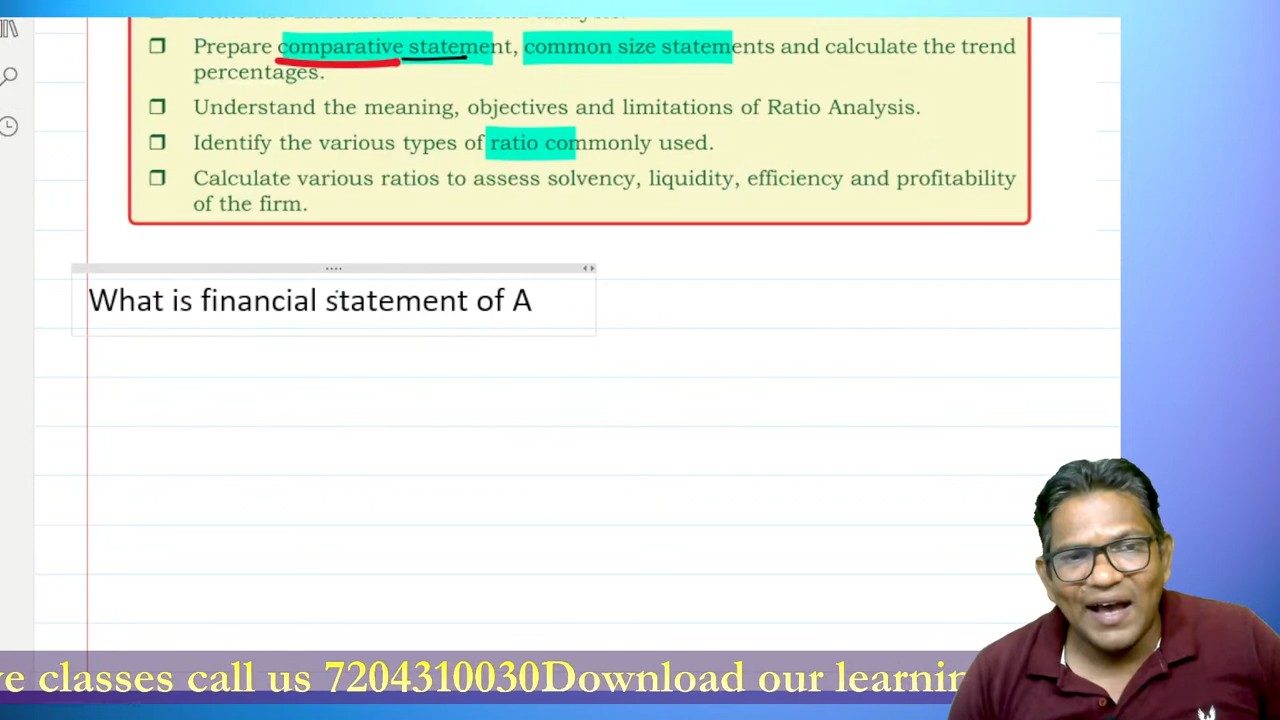 ❒ Prepare comparative statement, common size statements and calculate the trend
percentages.
❒ Understand the meaning, objectives and limitations of Ratio Analysis.
❒ Identify the various types of ratio commonly used.
❒ Calculate various ratios to assess solvency, liquidity, efficiency and profitability
of the firm.
What is financial statement of A
ve classes call us 7204310030Download our learnin